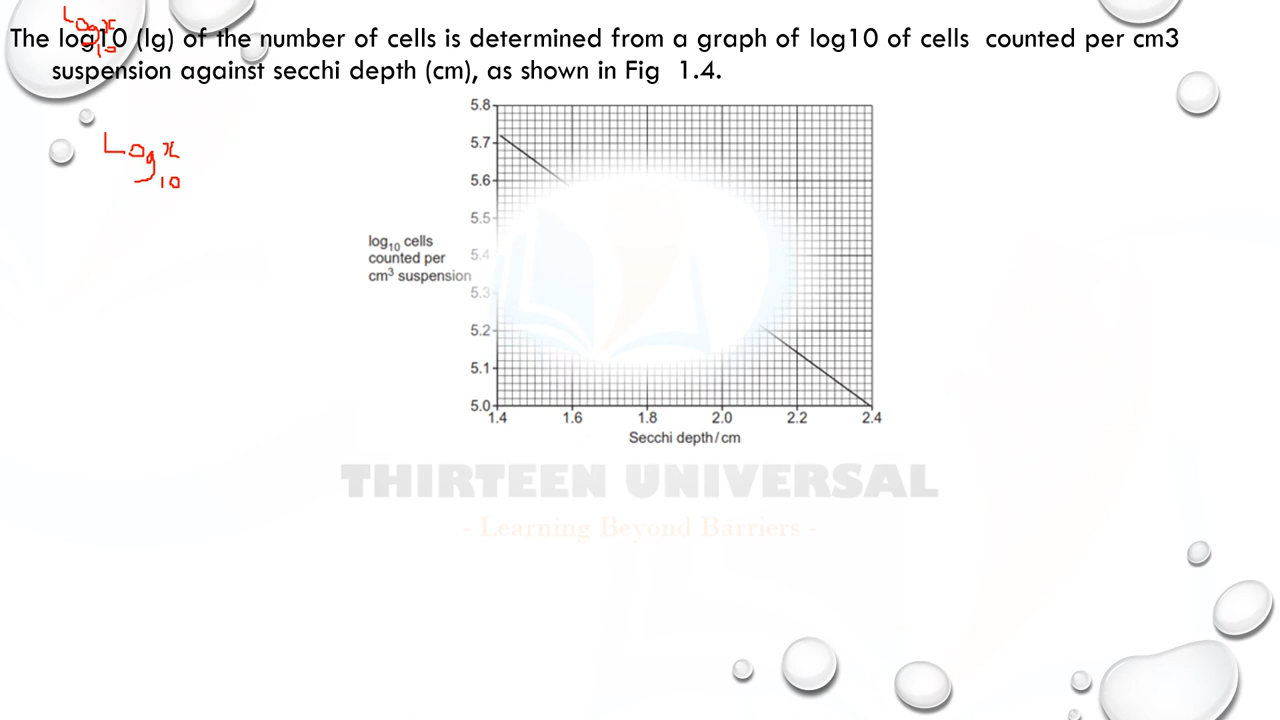 The log10 (lg) of the number of cells is determined from a graph of log10 of cells counted per cm3
suspension against secchi depth (cm), as shown in Fig 1.4.
Log x
10
Log x
10
5.8
5.7
5.6
5.5
5.4
5.3
5.2
5.1
5.0
log10 cells
counted per
cm3 suspension
1.4 1.6 1.8 2.0 2.2 2.4
Secchi depth/cm
THIRTEEN UNIVERSAL
- Learning Beyond Barriers -